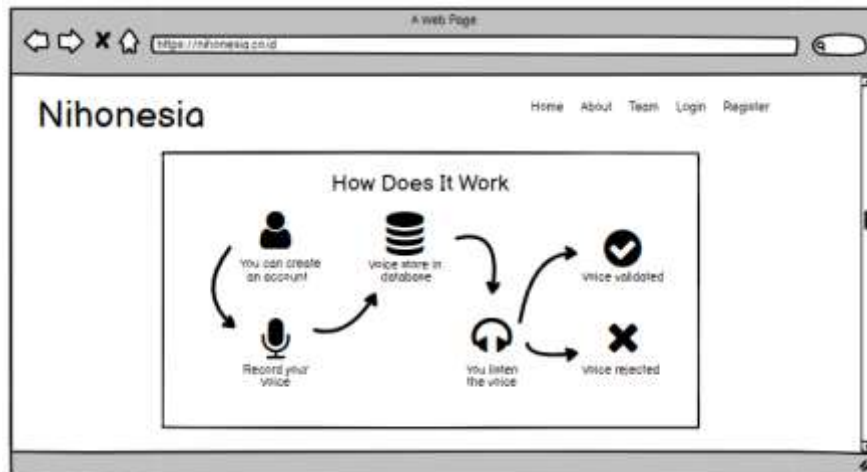 A Web Page
https://nihonesia.co.id
Nihonesia
Home About Team Login Register
How Does It Work
You can create
an account
Voice store in
database
Voice validated
Record your
Voice
You listen
the voice
Voice rejected